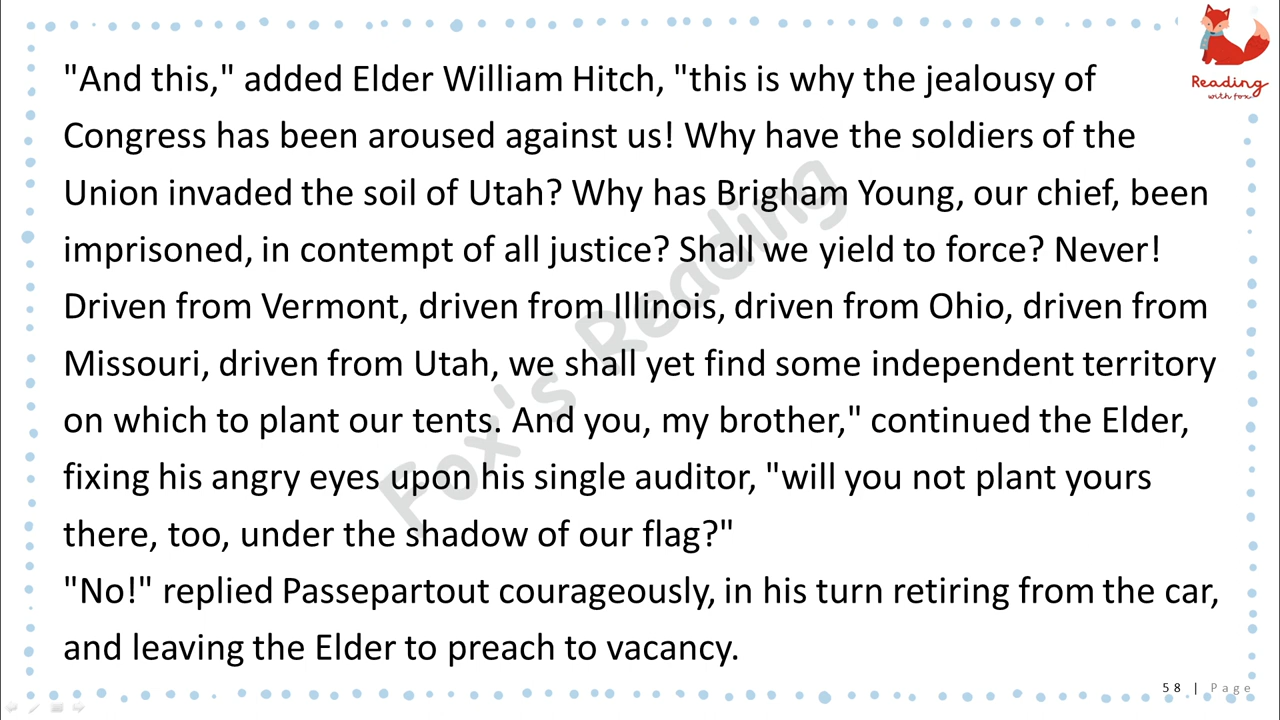 Reading
with fox
"And this," added Elder William Hitch, "this is why the jealousy of
Congress has been aroused against us! Why have the soldiers of the
Union invaded the soil of Utah? Why has Brigham Young, our chief, been
imprisoned, in contempt of all justice? Shall we yield to force? Never!
Driven from Vermont, driven from Illinois, driven from Ohio, driven from
Missouri, driven from Utah, we shall yet find some independent territory
on which to plant our tents. And you, my brother," continued the Elder,
fixing his angry eyes upon his single auditor, "will you not plant yours
there, too, under the shadow of our flag?"
"No!" replied Passepartout courageously, in his turn retiring from the car,
and leaving the Elder to preach to vacancy.
Fox's Reading
58 | Page